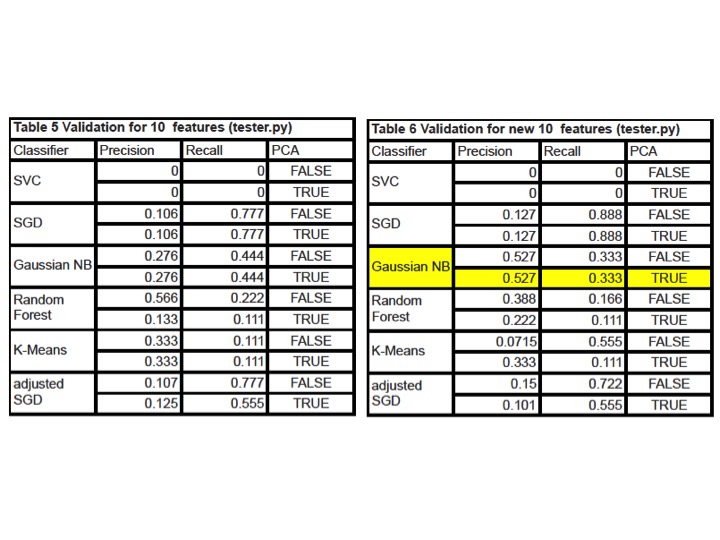 Table 5 Validation for 10 features (tester.py)
Classifier Precision Recall PCA
SVC
0 0 FALSE
0 0 TRUE
SGD
0.106 0.777 FALSE
0.106 0.777 TRUE
Gaussian NB
0.276 0.444 FALSE
0.276 0.444 TRUE
Random
Forest
0.566 0.222 FALSE
0.133 0.111 TRUE
K-Means
0.333 0.111 FALSE
0.333 0.111 TRUE
adjusted
SGD
0.107 0.777 FALSE
0.125 0.555 TRUE
Table 6 Validation for new 10 features (tester.py)
Classifier Precision Recall PCA
SVC
0 0 FALSE
0 0 TRUE
SGD
0.127 0.888 FALSE
0.127 0.888 TRUE
Gaussian NB
0.527 0.333 FALSE
0.527 0.333 TRUE
Random
Forest
0.388 0.166 FALSE
0.222 0.111 TRUE
K-Means
0.0715 0.555 FALSE
0.333 0.111 TRUE
adjusted
SGD
0.15 0.722 FALSE
0.101 0.555 TRUE